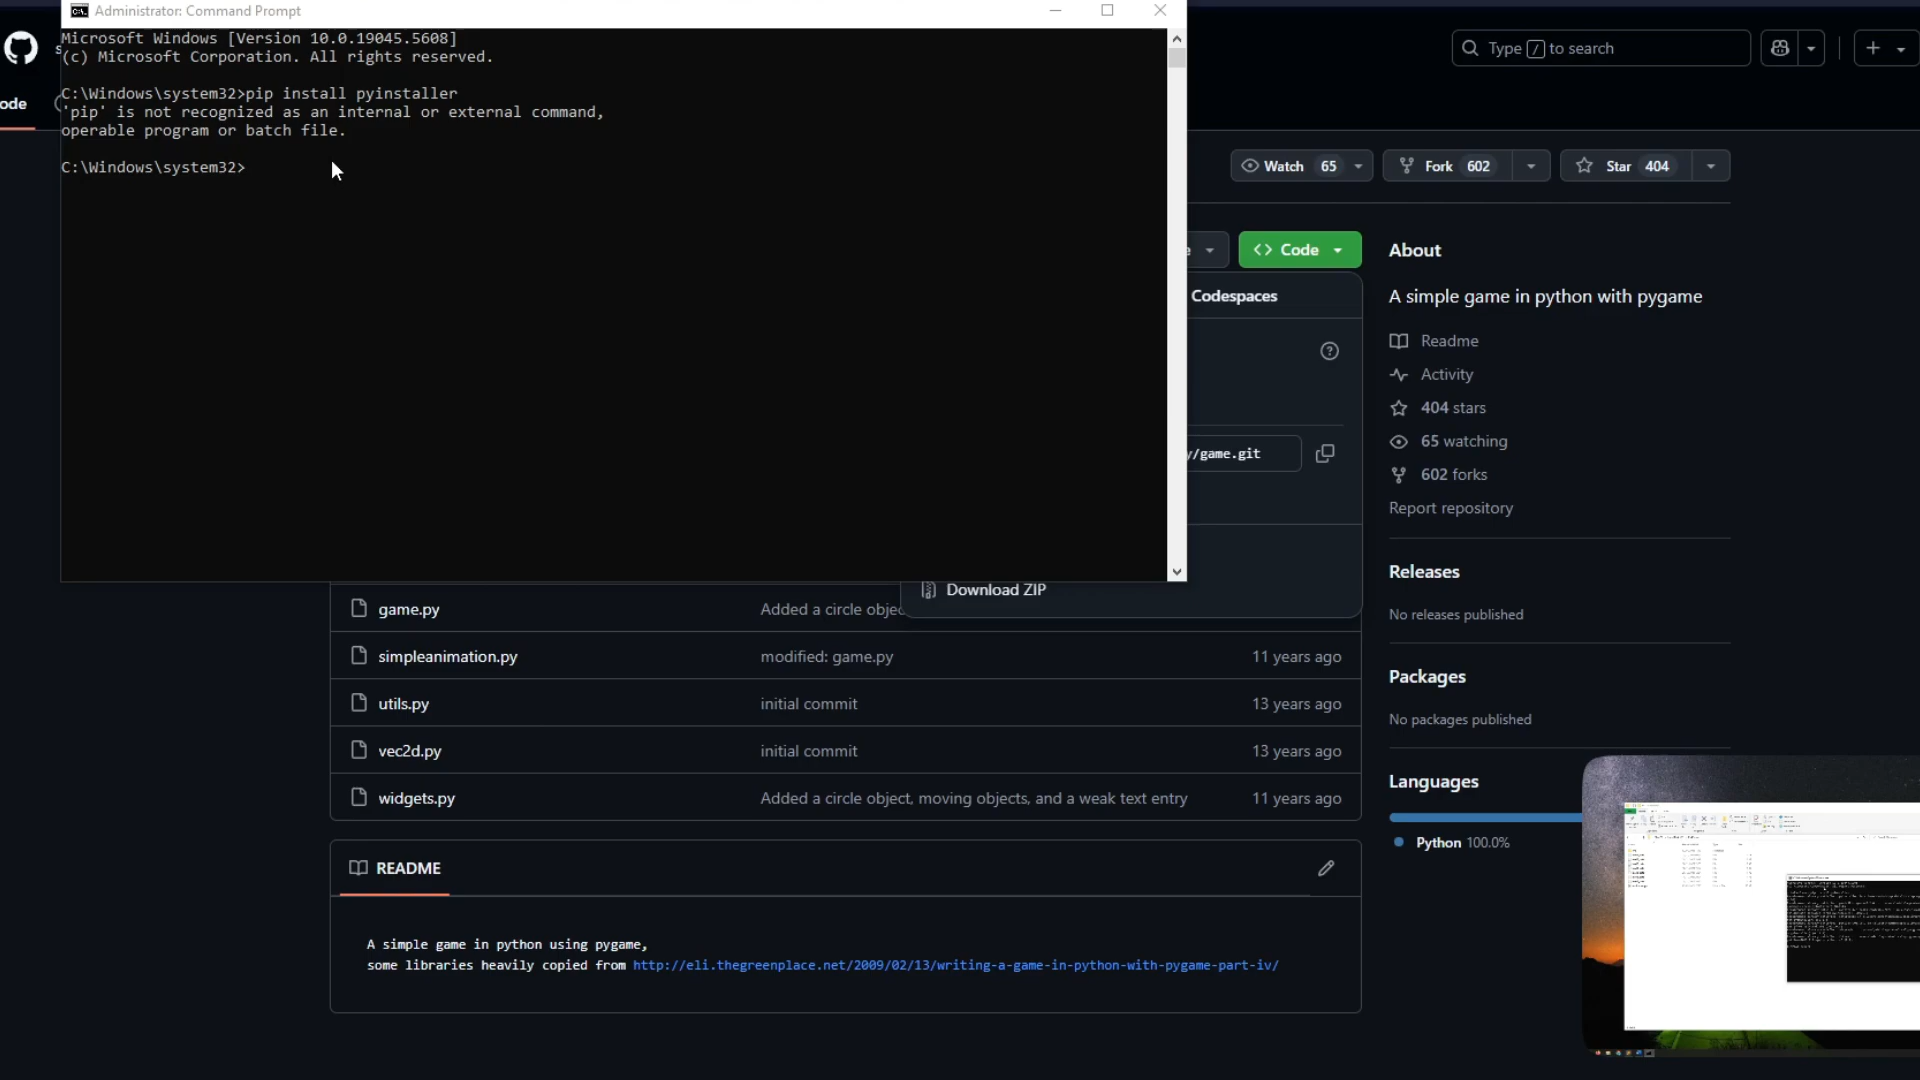 Administrator: Command Prompt
Microsoft Windows [Version 10.0.19045.5608]
(c) Microsoft Corporation. All rights reserved.
C:\Windows\system32>pip install pyinstaller
'pip' is not recognized as an internal or external command,
operable program or batch file.
C:\Windows\system32>
Type / to search
ode
Watch 65
Fork 602
Star 404
Code
Codespaces
y/game.git
Download ZIP
About
A simple game in python with pygame
Readme
Activity
404 stars
65 watching
602 forks
Report repository
Releases
No releases published
Packages
No packages published
Languages
Python 100.0%
game.py Added a circle objec
simpleanimation.py modified: game.py 11 years ago
utils.py initial commit 13 years ago
vec2d.py initial commit 13 years ago
widgets.py Added a circle object, moving objects, and a weak text entry 11 years ago
README
A simple game in python using pygame,
some libraries heavily copied from http://eli.thegreenplace.net/2009/02/13/writing-a-game-in-python-with-pygame-part-iv/